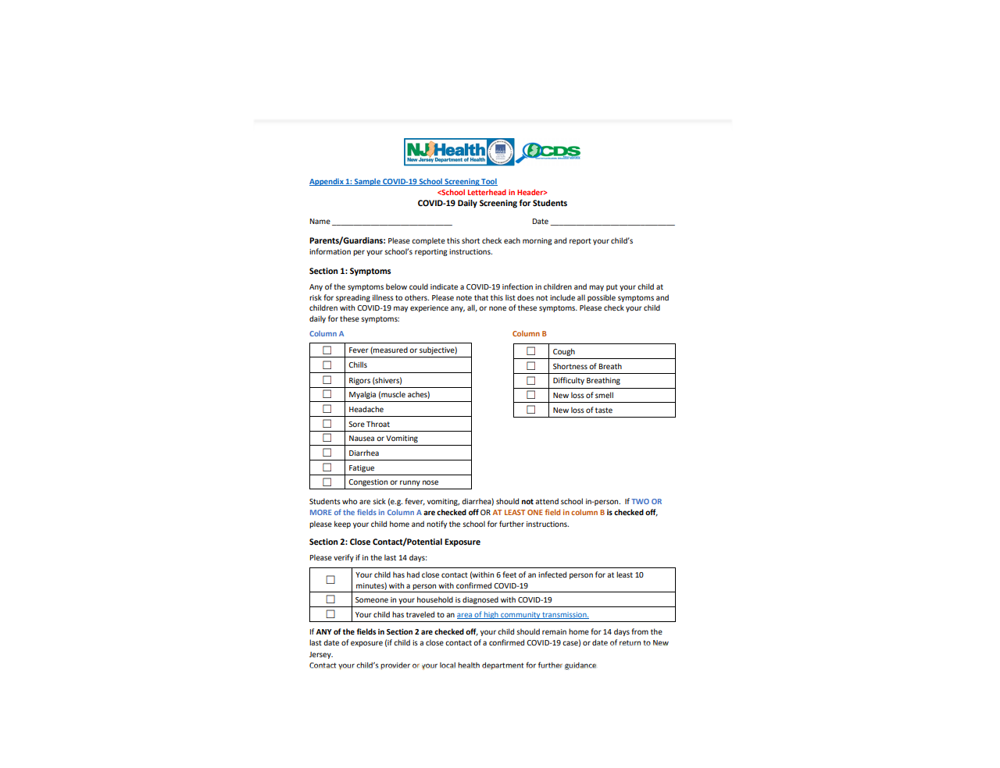 NJ Health
New Jersey Department of Health
CDS
Appendix 1: Sample COVID-19 School Screening Tool
<School Letterhead in Header>
COVID-19 Daily Screening for Students
Name ____________________________ Date _____________________________
Parents/Guardians: Please complete this short check each morning and report your child's
information per your school's reporting instructions.
Section 1: Symptoms
Any of the symptoms below could indicate a COVID-19 infection in children and may put your child at
risk for spreading illness to others. Please note that this list does not include all possible symptoms and
children with COVID-19 may experience any, all, or none of these symptoms. Please check your child
daily for these symptoms:
Column A
☐ Fever (measured or subjective)
☐ Chills
☐ Rigors (shivers)
☐ Myalgia (muscle aches)
☐ Headache
☐ Sore Throat
☐ Nausea or Vomiting
☐ Diarrhea
☐ Fatigue
☐ Congestion or runny nose
Column B
☐ Cough
☐ Shortness of Breath
☐ Difficulty Breathing
☐ New loss of smell
☐ New loss of taste
Students who are sick (e.g. fever, vomiting, diarrhea) should not attend school in-person. If TWO OR
MORE of the fields in Column A are checked off OR AT LEAST ONE field in column B is checked off,
please keep your child home and notify the school for further instructions.
Section 2: Close Contact/Potential Exposure
Please verify if in the last 14 days:
☐ Your child has had close contact (within 6 feet of an infected person for at least 10
minutes) with a person with confirmed COVID-19
☐ Someone in your household is diagnosed with COVID-19
☐ Your child has traveled to an area of high community transmission.
If ANY of the fields in Section 2 are checked off, your child should remain home for 14 days from the
last date of exposure (if child is a close contact of a confirmed COVID-19 case) or date of return to New
Jersey.
Contact your child's provider or your local health department for further guidance